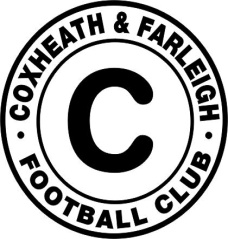 COXHEATH & FARLEIGH
C
• FOOTBALL CLUB •